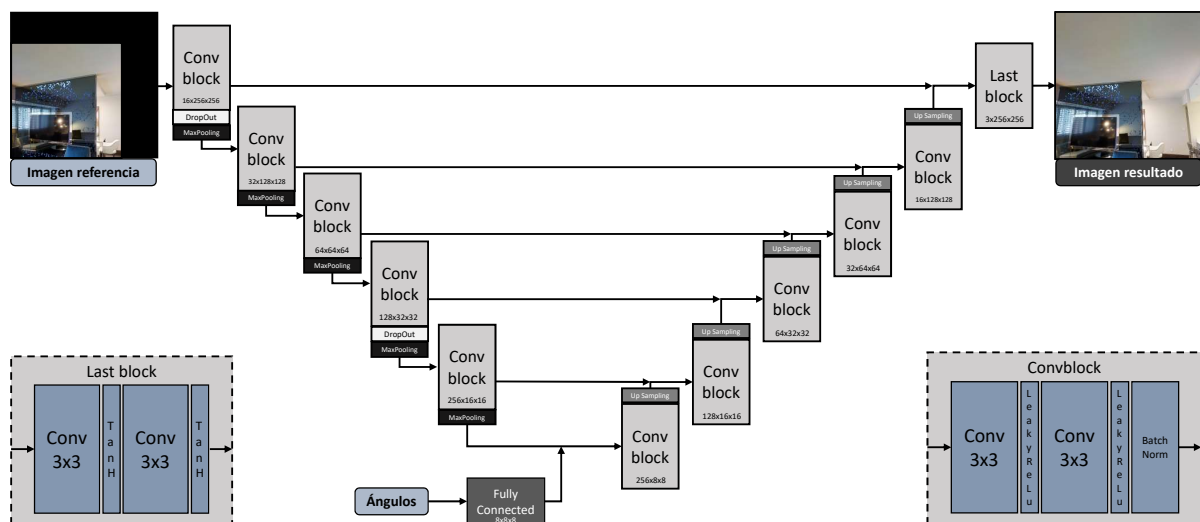 Conv
block
16x256x256
DropOut
MaxPooling
Imagen referencia
Conv
block
32x128x128
MaxPooling
Conv
block
64x64x64
MaxPooling
Conv
block
128x32x32
DropOut
MaxPooling
Conv
block
256x16x16
MaxPooling
Ángulos
Fully
Connected
8x8x8
Up Sampling
Conv
block
256x8x8
Up Sampling
Conv
block
128x16x16
Up Sampling
Conv
block
64x32x32
Up Sampling
Conv
block
32x64x64
Up Sampling
Conv
block
16x128x128
Last
block
3x256x256
Imagen resultado
Last block
Conv
3x3
TanH
Conv
3x3
TanH
Convblock
Conv
3x3
LeakyReLu
Conv
3x3
LeakyReLu
Batch
Norm